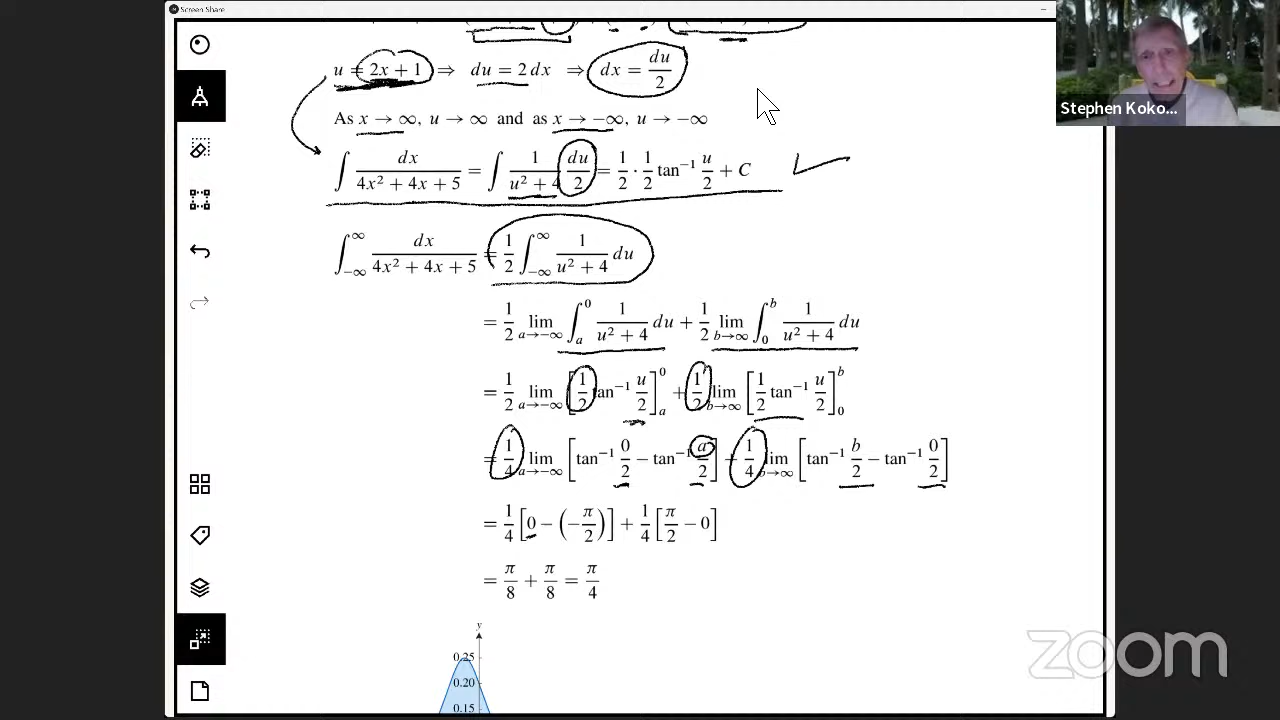 Screen Share
u = 2x + 1 ⇒ du = 2 dx ⇒ dx = du/2
As x → ∞, u → ∞ and as x → −∞, u → −∞
∫ dx/(4x² + 4x + 5) = ∫ 1/(u² + 4) du/2 = 1/2 · 1/2 tan⁻¹ u/2 + C
∫_{−∞}^{∞} dx/(4x² + 4x + 5) = 1/2 ∫_{−∞}^{∞} 1/(u² + 4) du
= 1/2 lim_{a→−∞} ∫_a^0 1/(u² + 4) du + 1/2 lim_{b→∞} ∫_0^b 1/(u² + 4) du
= 1/2 lim_{a→−∞} [1/2 tan⁻¹ u/2]_a^0 + 1/2 lim_{b→∞} [1/2 tan⁻¹ u/2]_0^b
= 1/4 lim_{a→−∞} [tan⁻¹ 0/2 − tan⁻¹ a/2] + 1/4 lim_{b→∞} [tan⁻¹ b/2 − tan⁻¹ 0/2]
= 1/4 [0 − (−π/2)] + 1/4 [π/2 − 0]
= π/8 + π/8 = π/4
y
0.25
0.20
0.15
Stephen Koko...
zoom